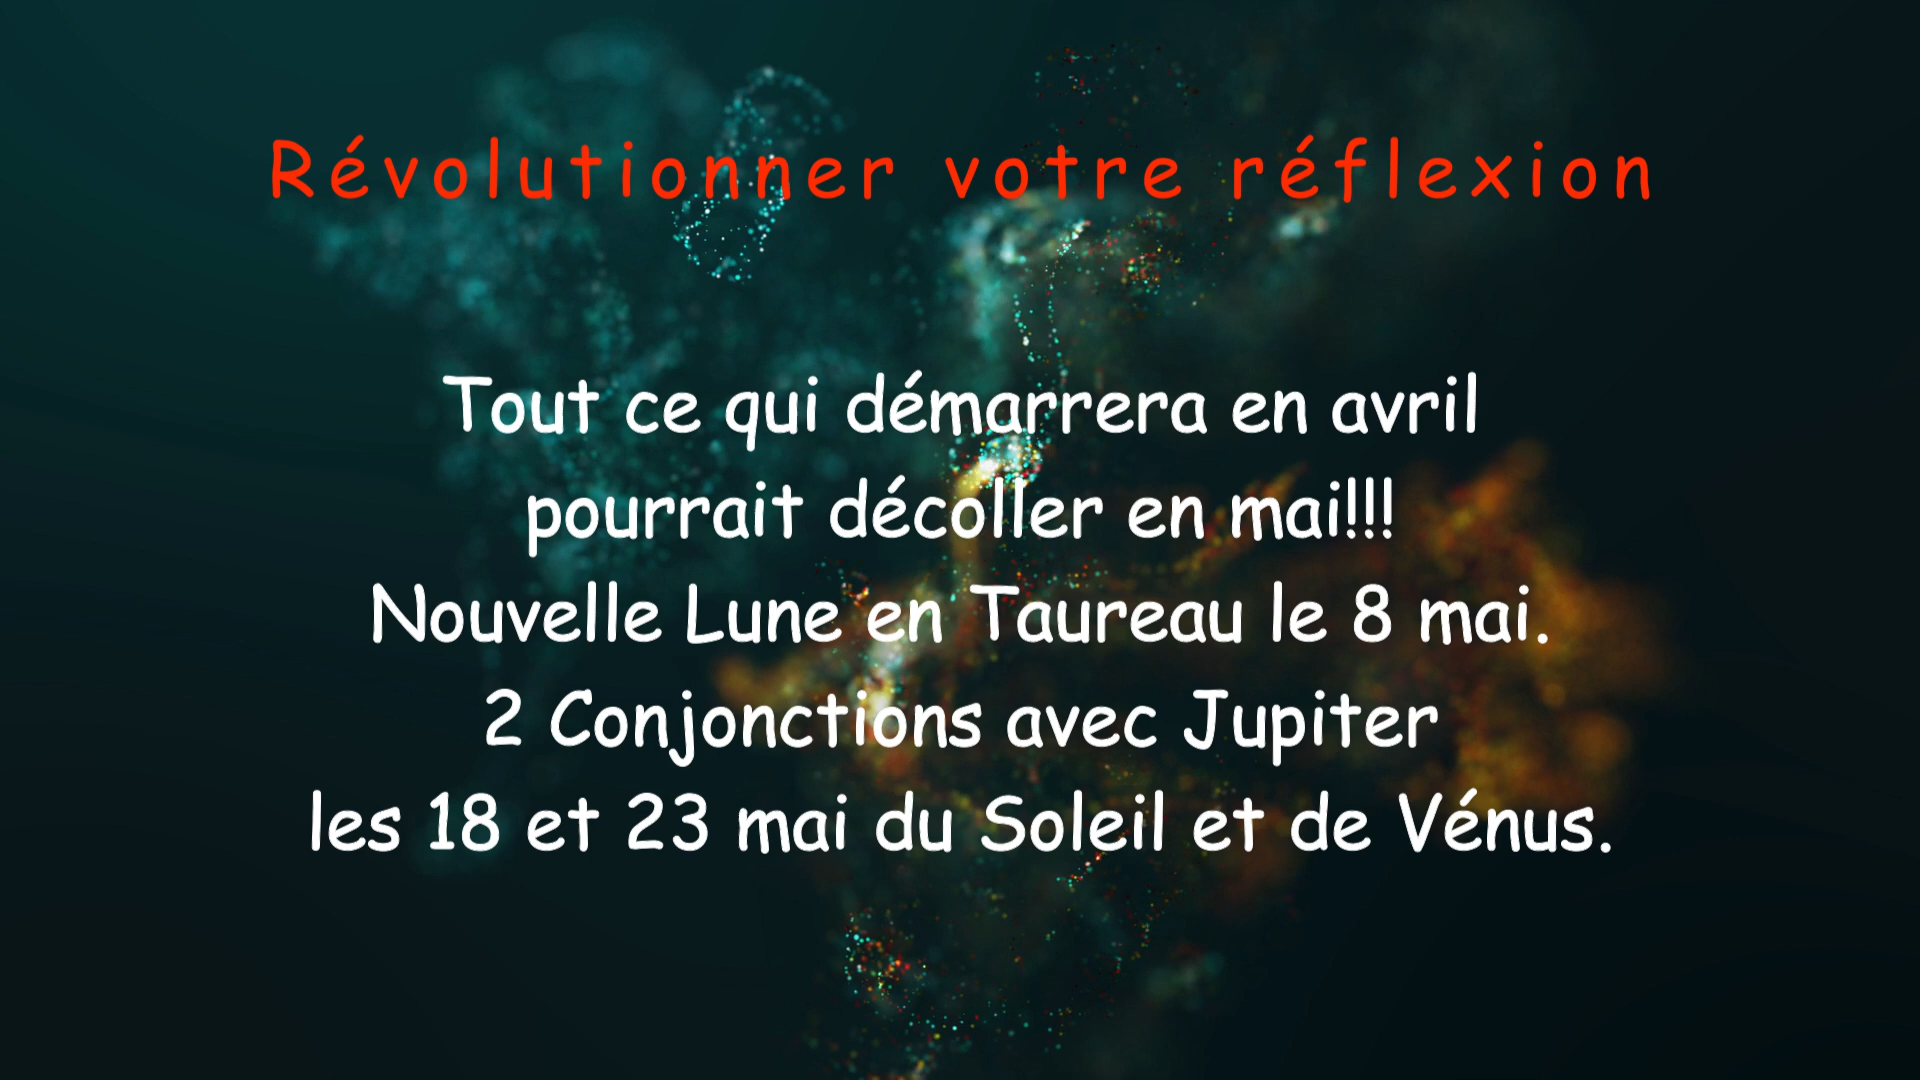 Révolutionner votre réflexion
Tout ce qui démarrera en avril
pourrait décoller en mai!!!
Nouvelle Lune en Taureau le 8 mai.
2 Conjonctions avec Jupiter
les 18 et 23 mai du Soleil et de Vénus.